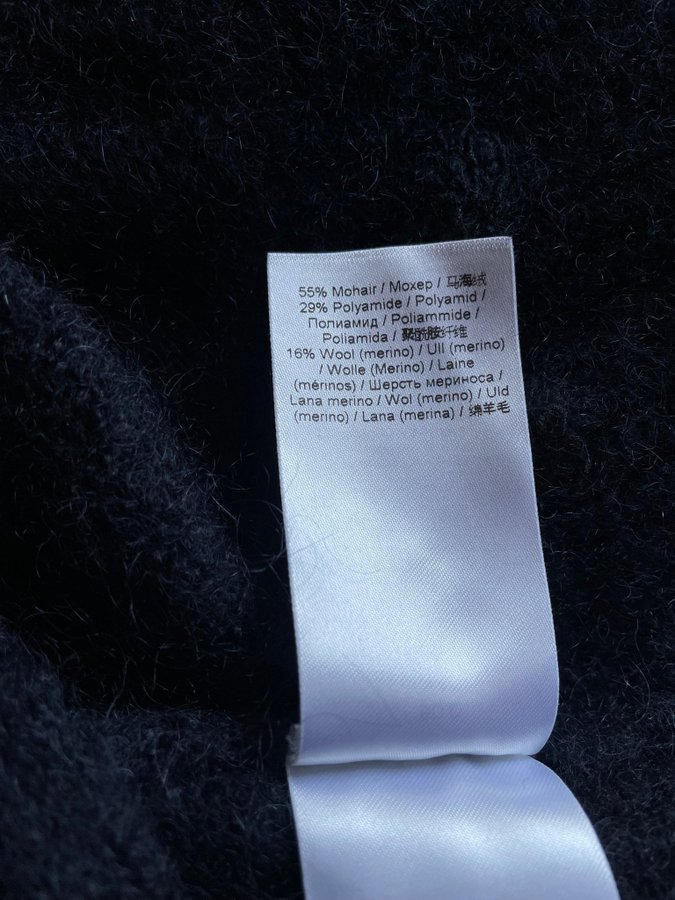 55% Mohair / Мохер / 马海绒
29% Polyamide / Polyamid /
Полиамид / Poliammide /
Poliamida / 聚酰胺纤维
16% Wool (merino) / Ull (merino)
/ Wolle (Merino) / Laine
(mérinos) / Шерсть мериноса /
Lana merino / Wol (merino) / Uld
(merino) / Lana (merina) / 绵羊毛